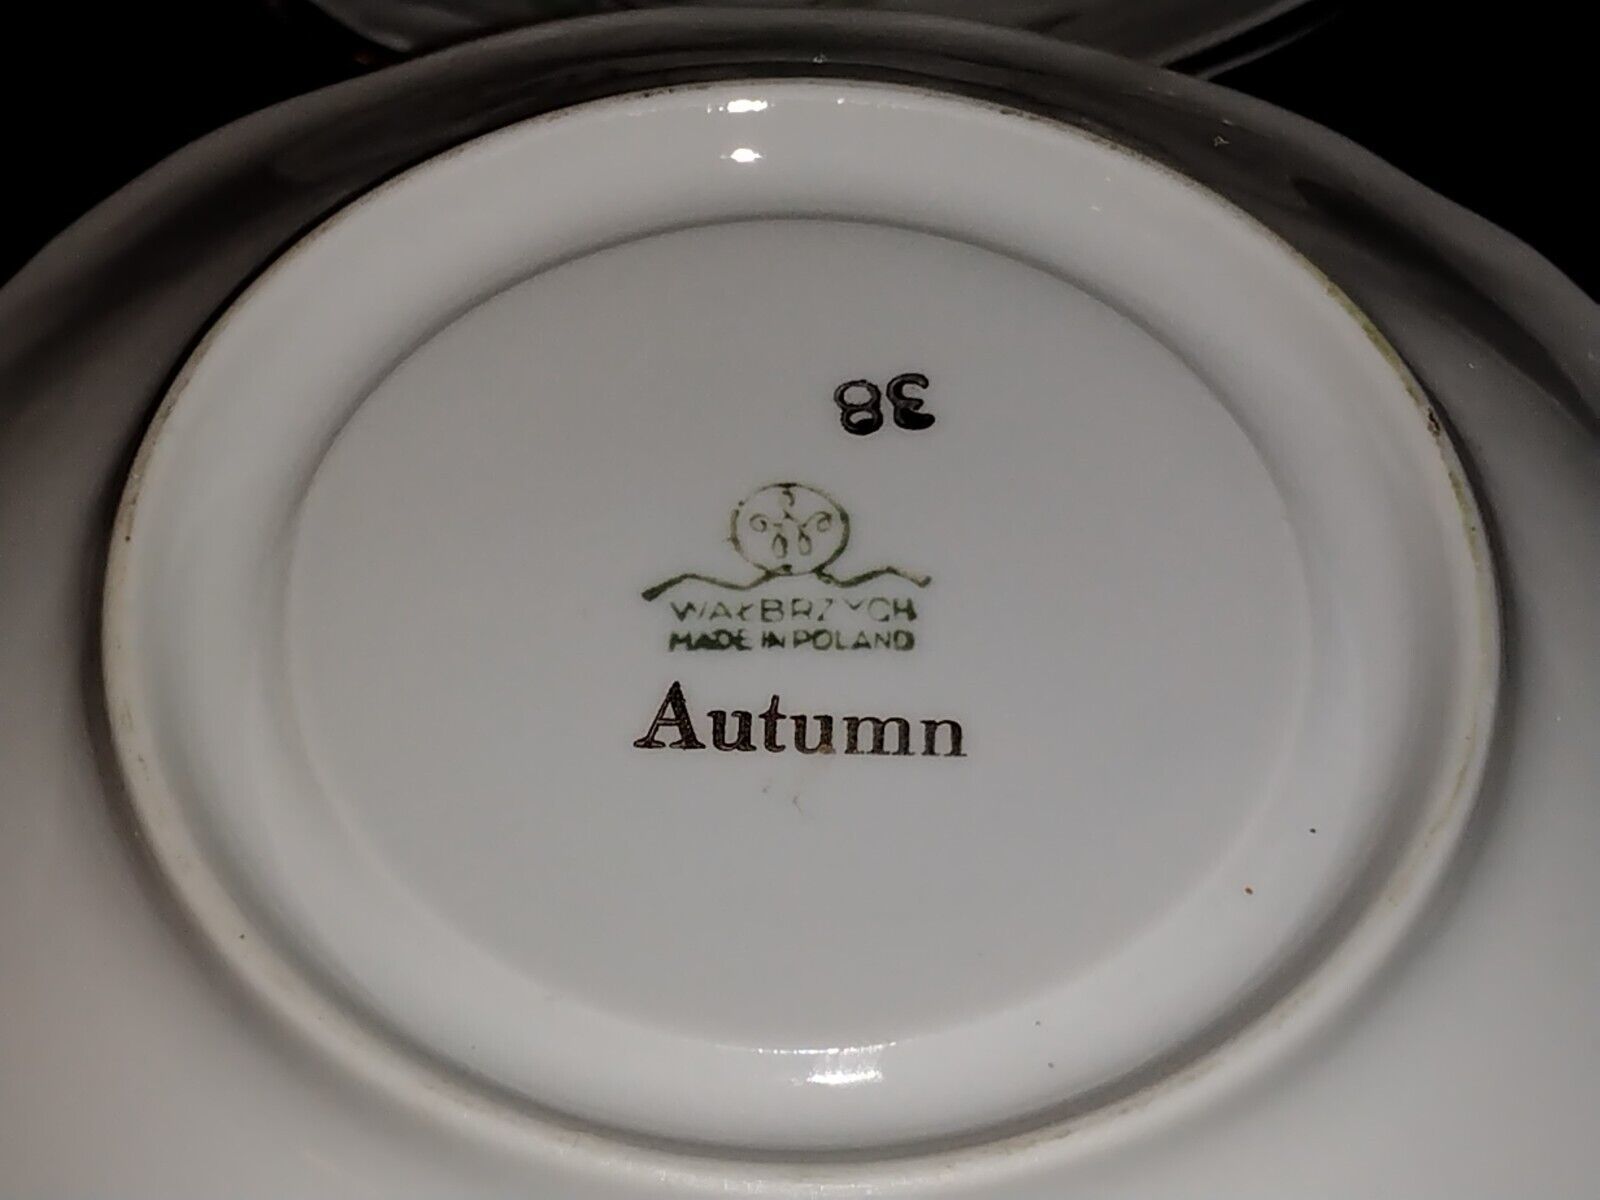 38
WAŁBRZYCH
MADE IN POLAND
Autumn